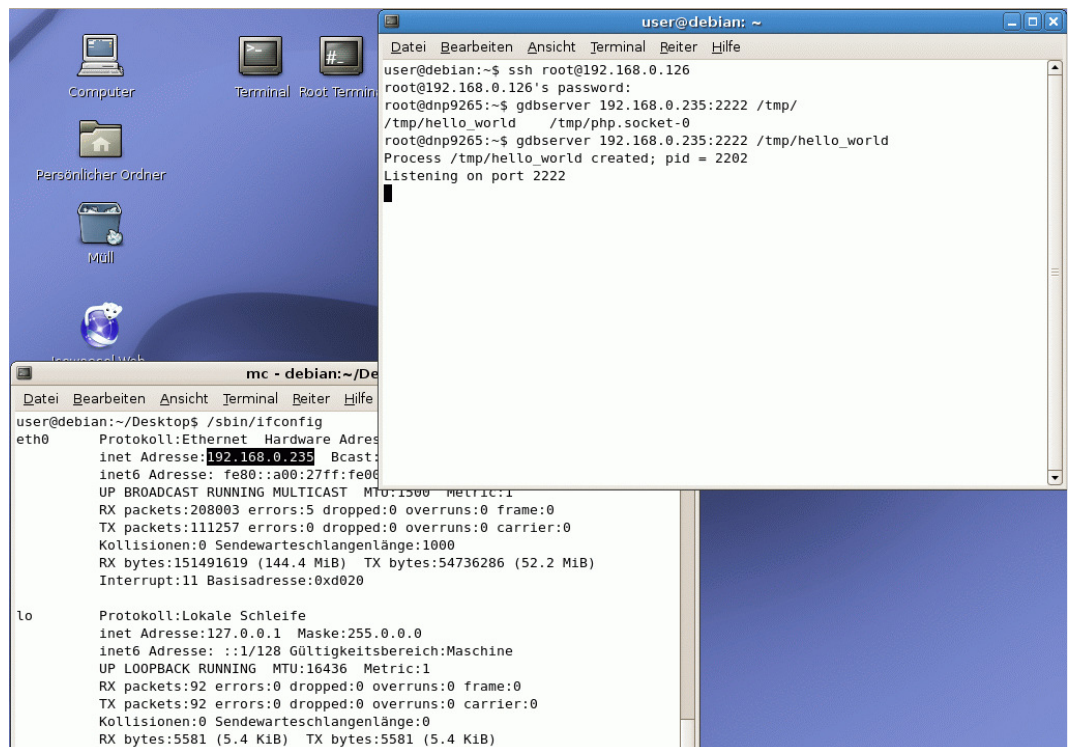 Computer
Terminal
Root Termin
Persönlicher Ordner
Müll
user@debian: ~
Datei Bearbeiten Ansicht Terminal Reiter Hilfe
user@debian:~$ ssh root@192.168.0.126
root@192.168.0.126's password:
root@dnp9265:~$ gdbserver 192.168.0.235:2222 /tmp/
/tmp/hello_world /tmp/php.socket-0
root@dnp9265:~$ gdbserver 192.168.0.235:2222 /tmp/hello_world
Process /tmp/hello_world created; pid = 2202
Listening on port 2222
mc - debian:~/De
Datei Bearbeiten Ansicht Terminal Reiter Hilfe
user@debian:~/Desktop$ /sbin/ifconfig
eth0 Protokoll:Ethernet Hardware Adres
inet Adresse:192.168.0.235 Bcast:
inet6 Adresse: fe80::a00:27ff:fe00
UP BROADCAST RUNNING MULTICAST MTU:1500 Metric:1
RX packets:208003 errors:5 dropped:0 overruns:0 frame:0
TX packets:111257 errors:0 dropped:0 overruns:0 carrier:0
Kollisionen:0 Sendewarteschlangenlänge:1000
RX bytes:151491619 (144.4 MiB) TX bytes:54736286 (52.2 MiB)
Interrupt:11 Basisadresse:0xd020
lo Protokoll:Lokale Schleife
inet Adresse:127.0.0.1 Maske:255.0.0.0
inet6 Adresse: ::1/128 Gültigkeitsbereich:Maschine
UP LOOPBACK RUNNING MTU:16436 Metric:1
RX packets:92 errors:0 dropped:0 overruns:0 frame:0
TX packets:92 errors:0 dropped:0 overruns:0 carrier:0
Kollisionen:0 Sendewarteschlangenlänge:0
RX bytes:5581 (5.4 KiB) TX bytes:5581 (5.4 KiB)